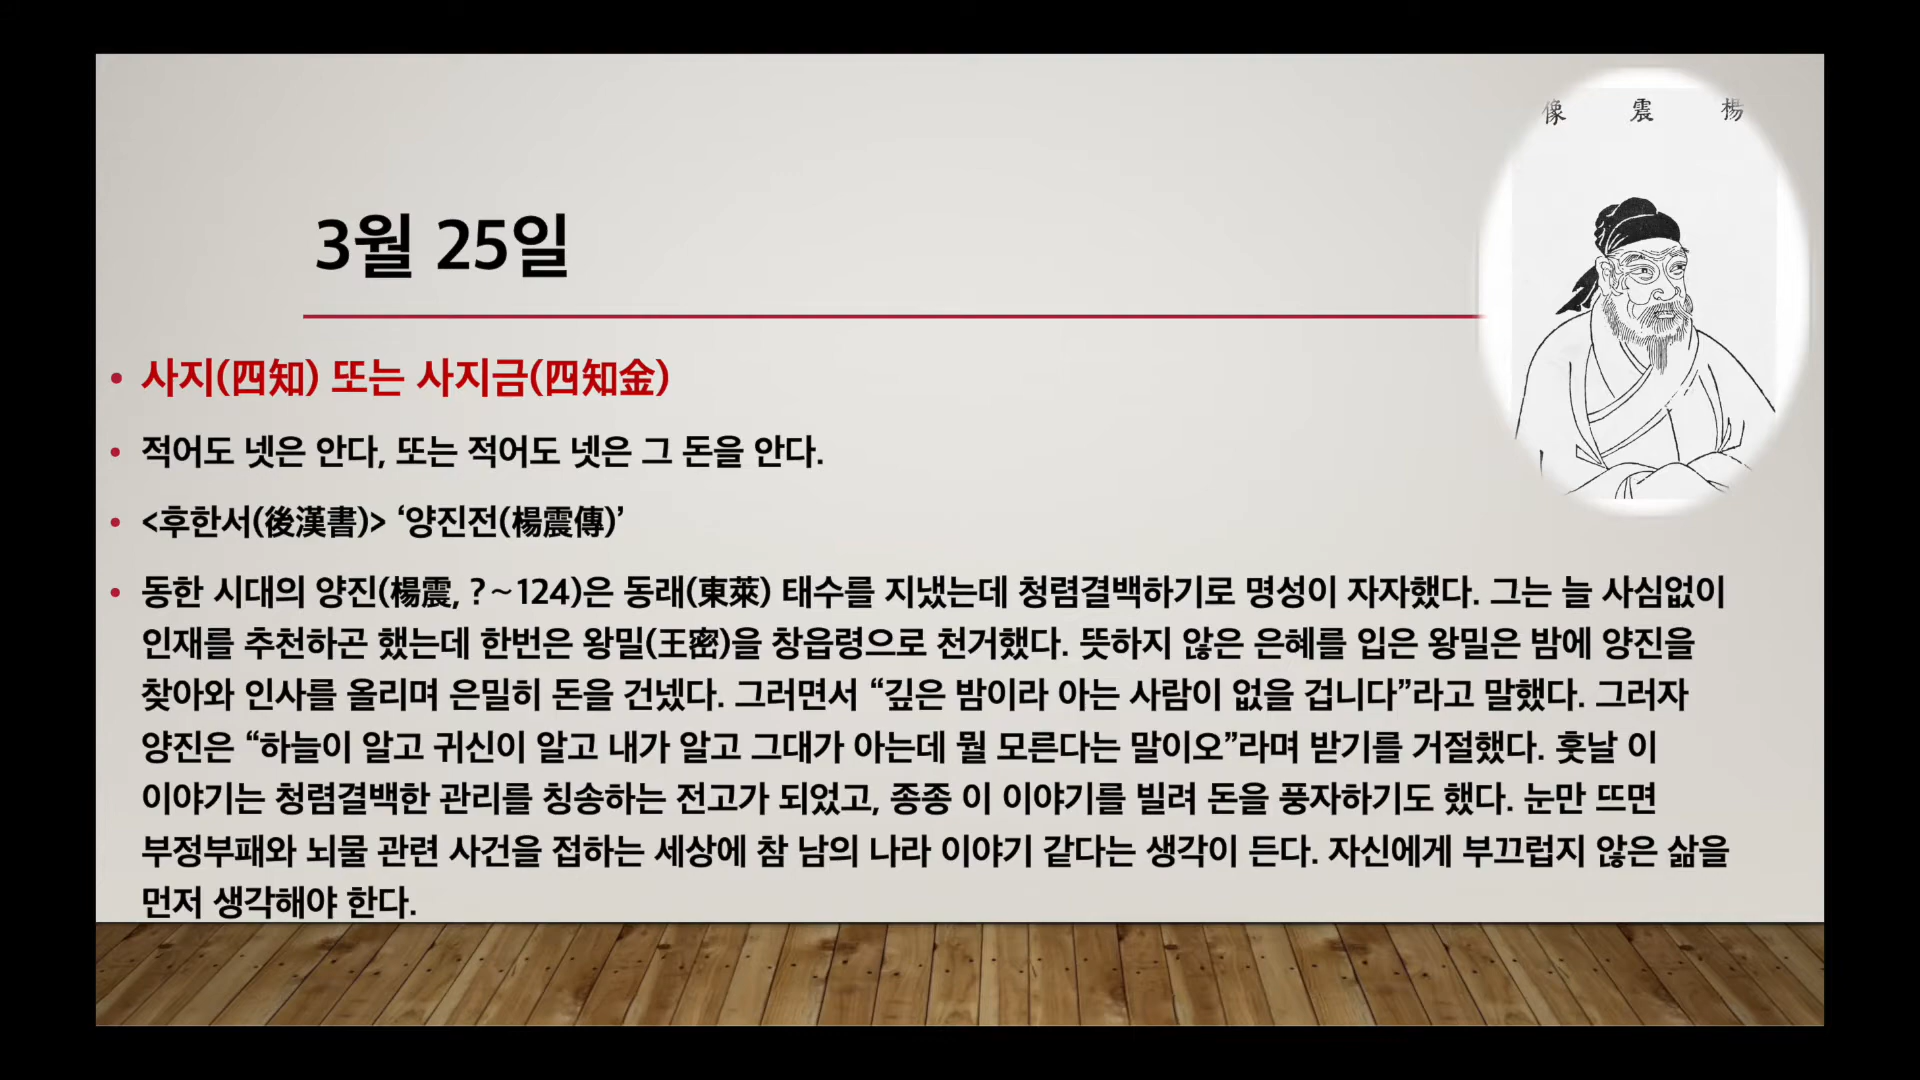 像 震 楊
3월 25일
• 사지(四知) 또는 사지금(四知金)
• 적어도 넷은 안다, 또는 적어도 넷은 그 돈을 안다.
• <후한서(後漢書)> ‘양진전(楊震傳)’
• 동한 시대의 양진(楊震, ?~124)은 동래(東萊) 태수를 지냈는데 청렴결백하기로 명성이 자자했다. 그는 늘 사심없이
인재를 추천하곤 했는데 한번은 왕밀(王密)을 창읍령으로 천거했다. 뜻하지 않은 은혜를 입은 왕밀은 밤에 양진을
찾아와 인사를 올리며 은밀히 돈을 건넸다. 그러면서 “깊은 밤이라 아는 사람이 없을 겁니다”라고 말했다. 그러자
양진은 “하늘이 알고 귀신이 알고 내가 알고 그대가 아는데 뭘 모른다는 말이오”라며 받기를 거절했다. 훗날 이
이야기는 청렴결백한 관리를 칭송하는 전고가 되었고, 종종 이 이야기를 빌려 돈을 풍자하기도 했다. 눈만 뜨면
부정부패와 뇌물 관련 사건을 접하는 세상에 참 남의 나라 이야기 같다는 생각이 든다. 자신에게 부끄럽지 않은 삶을
먼저 생각해야 한다.